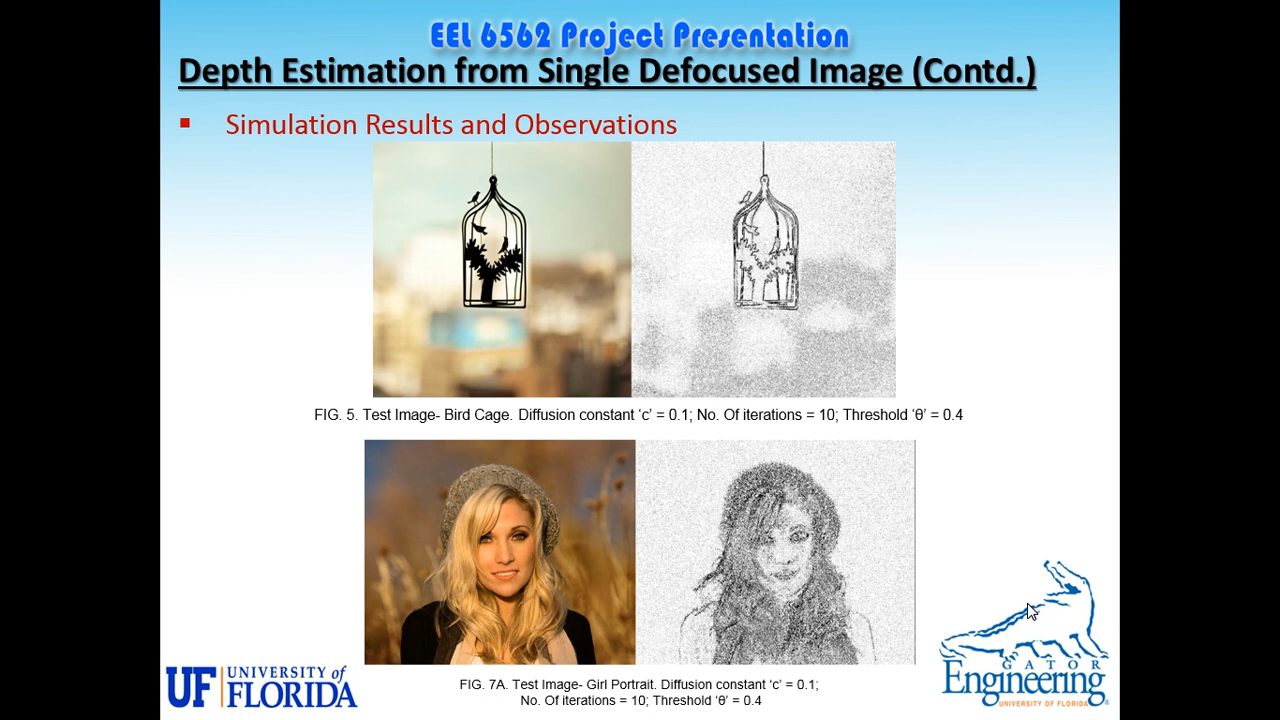 EEL 6562 Project Presentation
Depth Estimation from Single Defocused Image (Contd.)
Simulation Results and Observations
FIG. 5. Test Image- Bird Cage. Diffusion constant ‘c’ = 0.1; No. Of iterations = 10; Threshold ‘θ’ = 0.4
FIG. 7A. Test Image- Girl Portrait. Diffusion constant ‘c’ = 0.1;
No. Of iterations = 10; Threshold ‘θ’ = 0.4
UF UNIVERSITY of
FLORIDA
GATOR
Engineering
UNIVERSITY OF FLORIDA